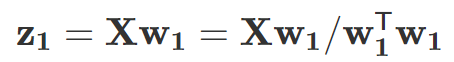 z₁ = Xw₁ = Xw₁/w₁ᵀw₁